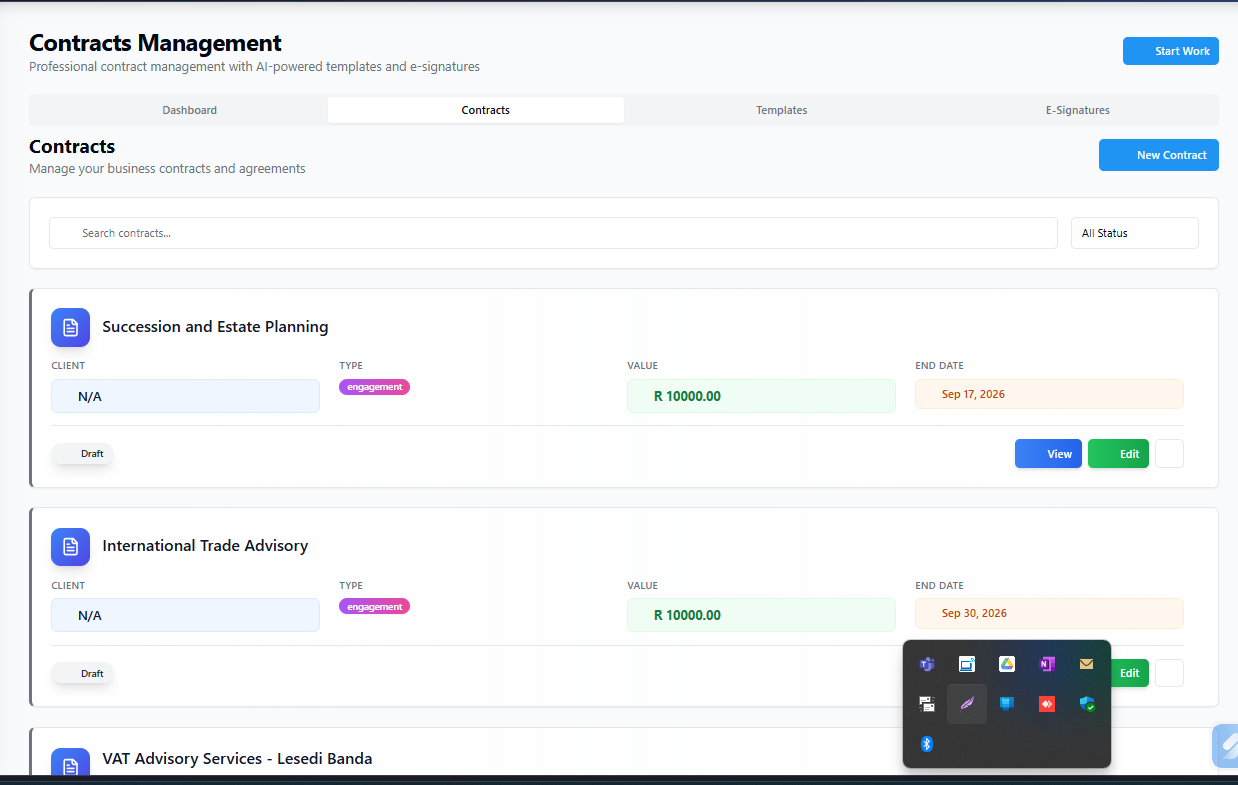 Contracts Management
Professional contract management with AI-powered templates and e-signatures
Start Work
Dashboard
Contracts
Templates
E-Signatures
Contracts
Manage your business contracts and agreements
New Contract
Search contracts...
All Status
Succession and Estate Planning
CLIENT
TYPE
VALUE
END DATE
N/A
engagement
R 10000.00
Sep 17, 2026
Draft
View
Edit
International Trade Advisory
CLIENT
TYPE
VALUE
END DATE
N/A
engagement
R 10000.00
Sep 30, 2026
Draft
Edit
VAT Advisory Services - Lesedi Banda